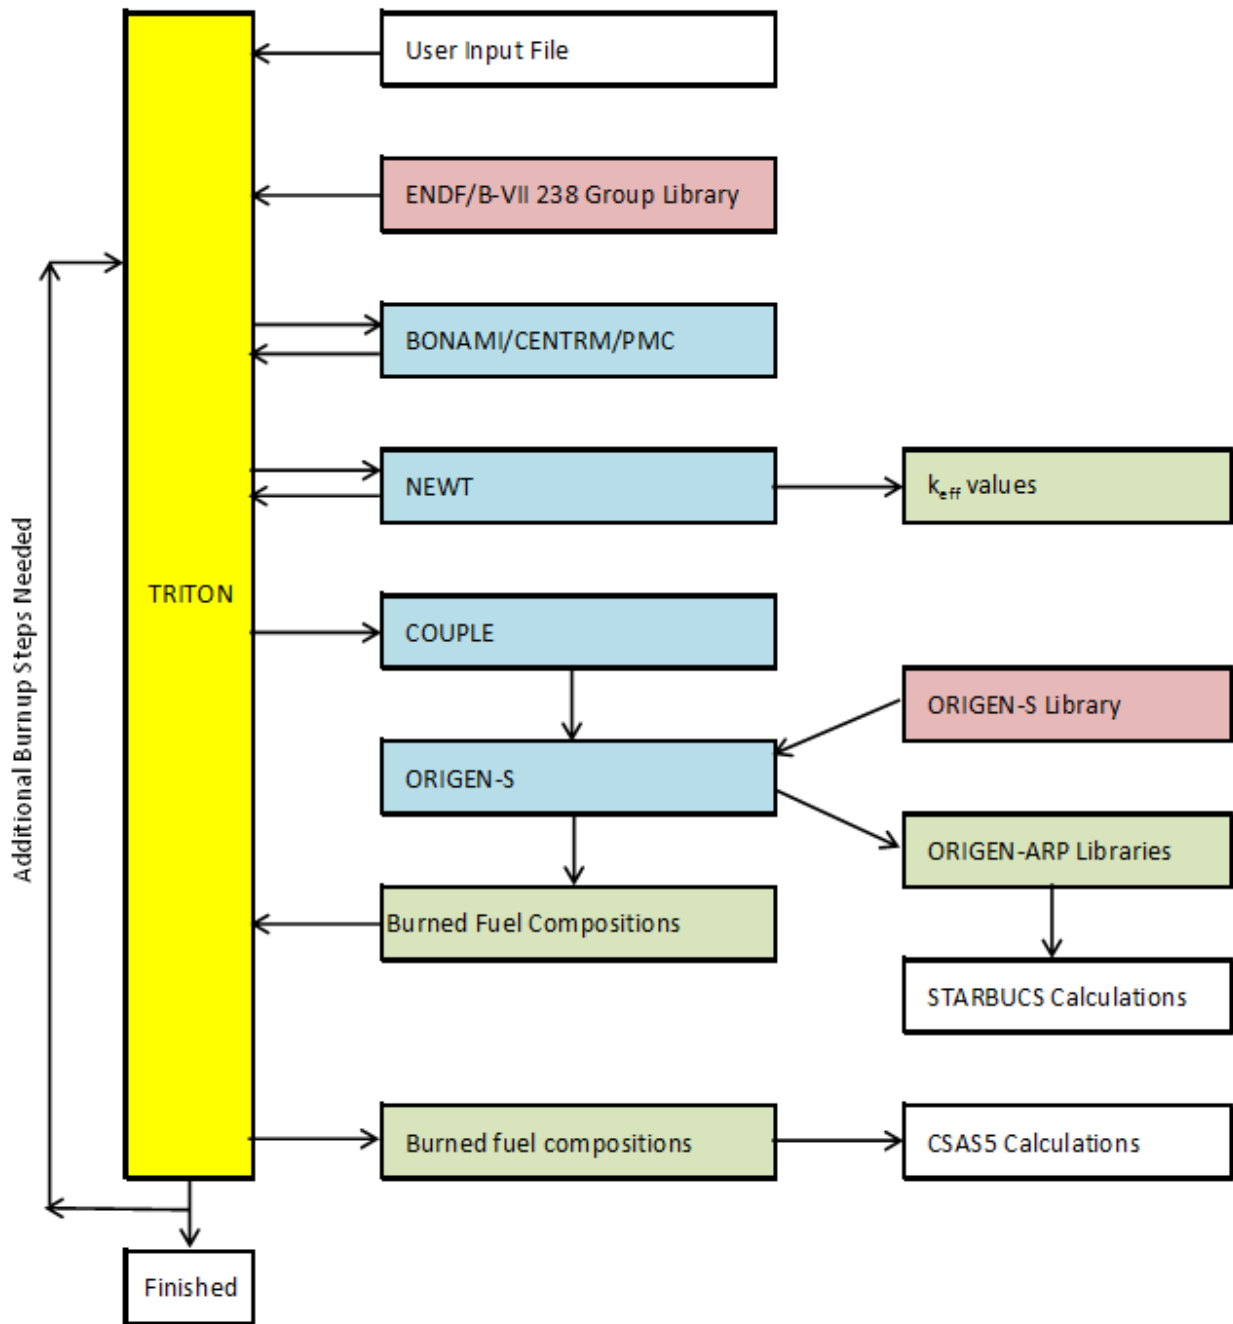 User Input File
ENDF/B-VII 238 Group Library
BONAMI/CENTRM/PMC
NEWT
keff values
TRITON
Additional Burnup Steps Needed
COUPLE
ORIGEN-S Library
ORIGEN-S
ORIGEN-ARP Libraries
Burned Fuel Compositions
STARBUCS Calculations
Burned fuel compositions
CSAS5 Calculations
Finished